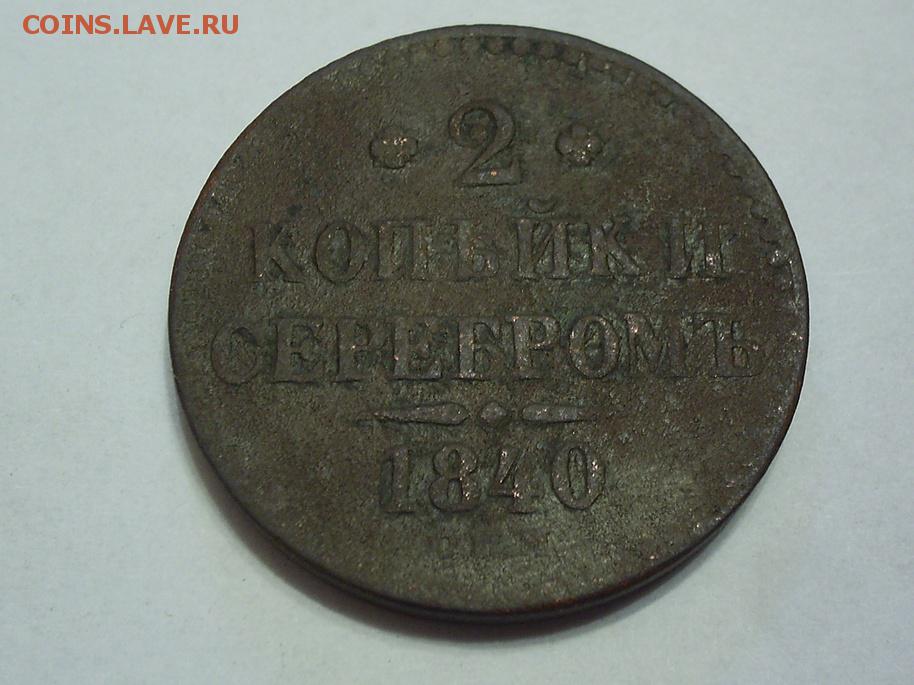 COINS.LAVE.RU
2
КОПѢЙКИ
СЕРЕБРОМЪ
1840